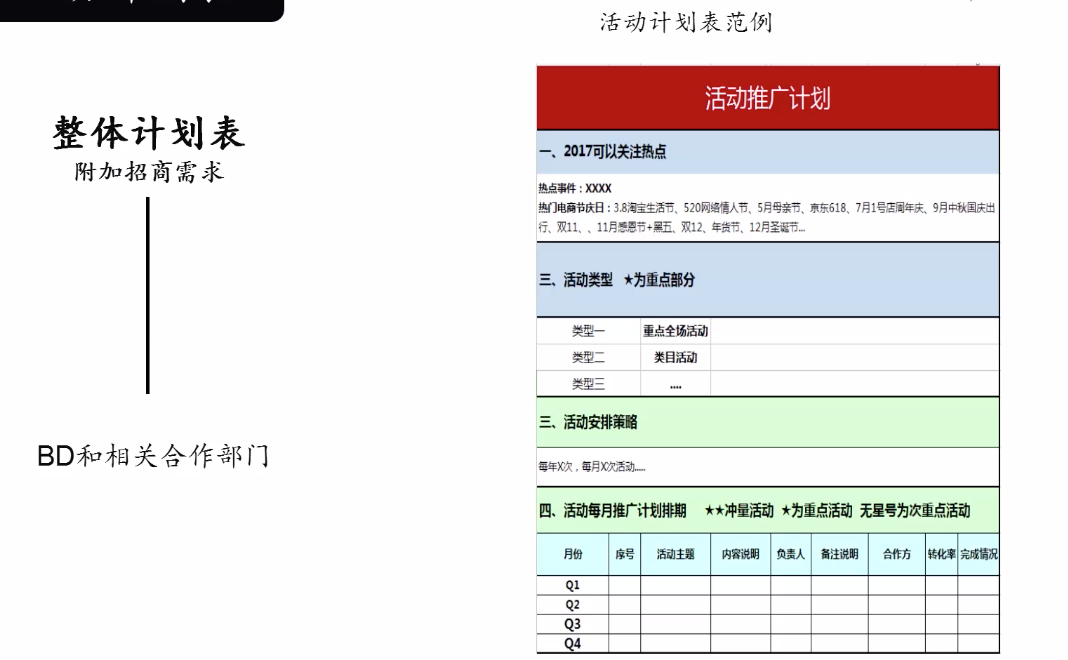 活动计划表范例
整体计划表
附加招商需求
BD和相关合作部门
活动推广计划
一、2017可以关注热点
热点事件：XXXX
热门电商节庆日：3.8淘宝生活节、520网络情人节、5月母亲节、京东618、7月1号店周年庆、9月中秋国庆出
行、双11、、11月感恩节+黑五、双12、年货节、12月圣诞节...
三、活动类型 ★为重点部分
类型一 重点全场活动
类型二 类目活动
类型三 ....
三、活动安排策略
每年X次，每月X次活动.....
四、活动每月推广计划排期 ★★冲量活动 ★为重点活动 无星号为次重点活动
月份 序号 活动主题 内容说明 负责人 备注说明 合作方 转化率 完成情况
Q1
Q2
Q3
Q4